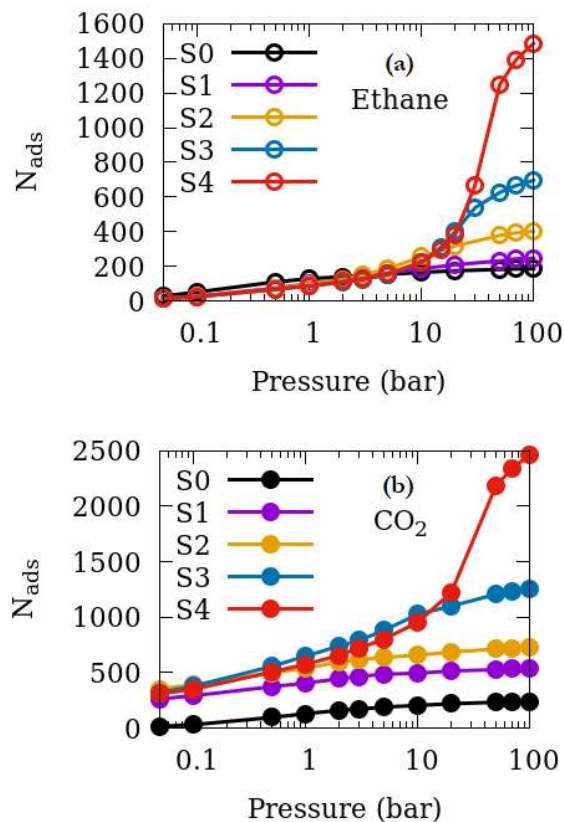 1600
1400
1200
1000
800
600
400
200
0
N_ads
S0
S1
S2
S3
S4
(a)
Ethane
0.1 1 10 100
Pressure (bar)
2500
2000
1500
1000
500
0
N_ads
S0
S1
S2
S3
S4
(b)
CO₂
0.1 1 10 100
Pressure (bar)